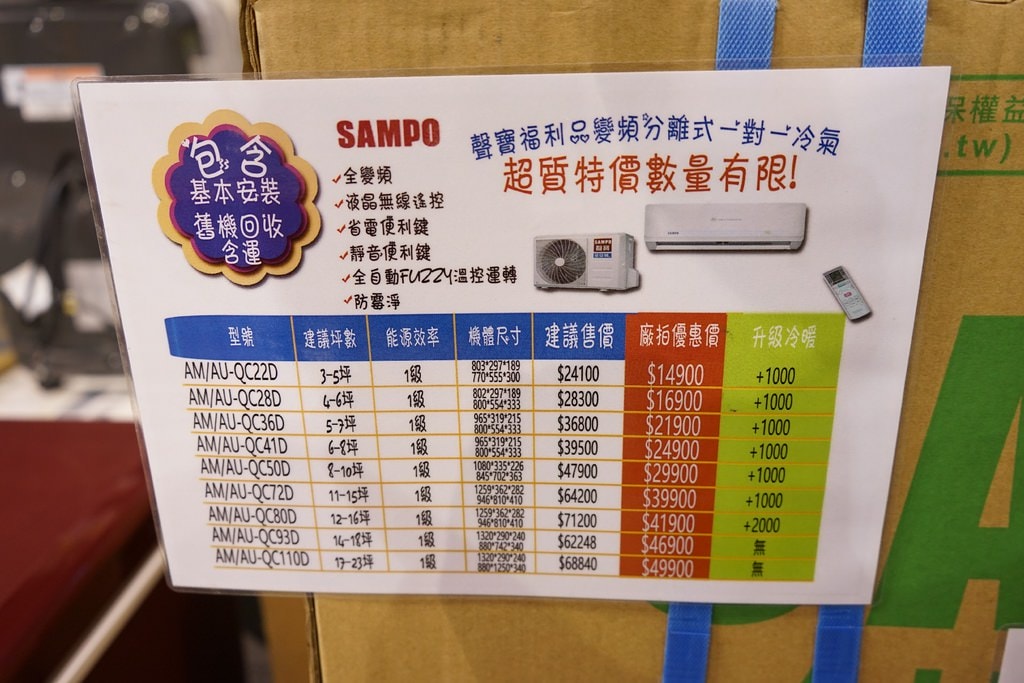 保權益
.tw)
包含
基本安裝
舊機回收
含運
SAMPO
聲寶福利品變頻分離式一對一冷氣
超質特價數量有限!
全變頻
液晶無線遙控
省電便利鍵
靜音便利鍵
全自動FUZZY溫控運轉
防霉淨
型號 建議坪數 能源效率 機體尺寸 建議售價 廠拍優惠價 升級冷暖
AM/AU-QC22D 3-5坪 1級 803*297*189 770*555*300 $24100 $14900 +1000
AM/AU-QC28D 4-6坪 1級 802*297*189 800*554*333 $28300 $16900 +1000
AM/AU-QC36D 5-7坪 1級 965*319*215 800*554*333 $36800 $21900 +1000
AM/AU-QC41D 6-8坪 1級 965*319*215 800*554*333 $39500 $24900 +1000
AM/AU-QC50D 8-10坪 1級 1080*335*226 845*702*363 $47900 $29900 +1000
AM/AU-QC72D 11-15坪 1級 1259*362*282 946*810*410 $64200 $39900 +1000
AM/AU-QC80D 12-16坪 1級 1259*362*282 946*810*410 $71200 $41900 +2000
AM/AU-QC93D 14-18坪 1級 1320*290*240 880*742*340 $62248 $46900 無
AM/AU-QC110D 17-23坪 1級 1320*290*240 880*1250*340 $68840 $49900 無